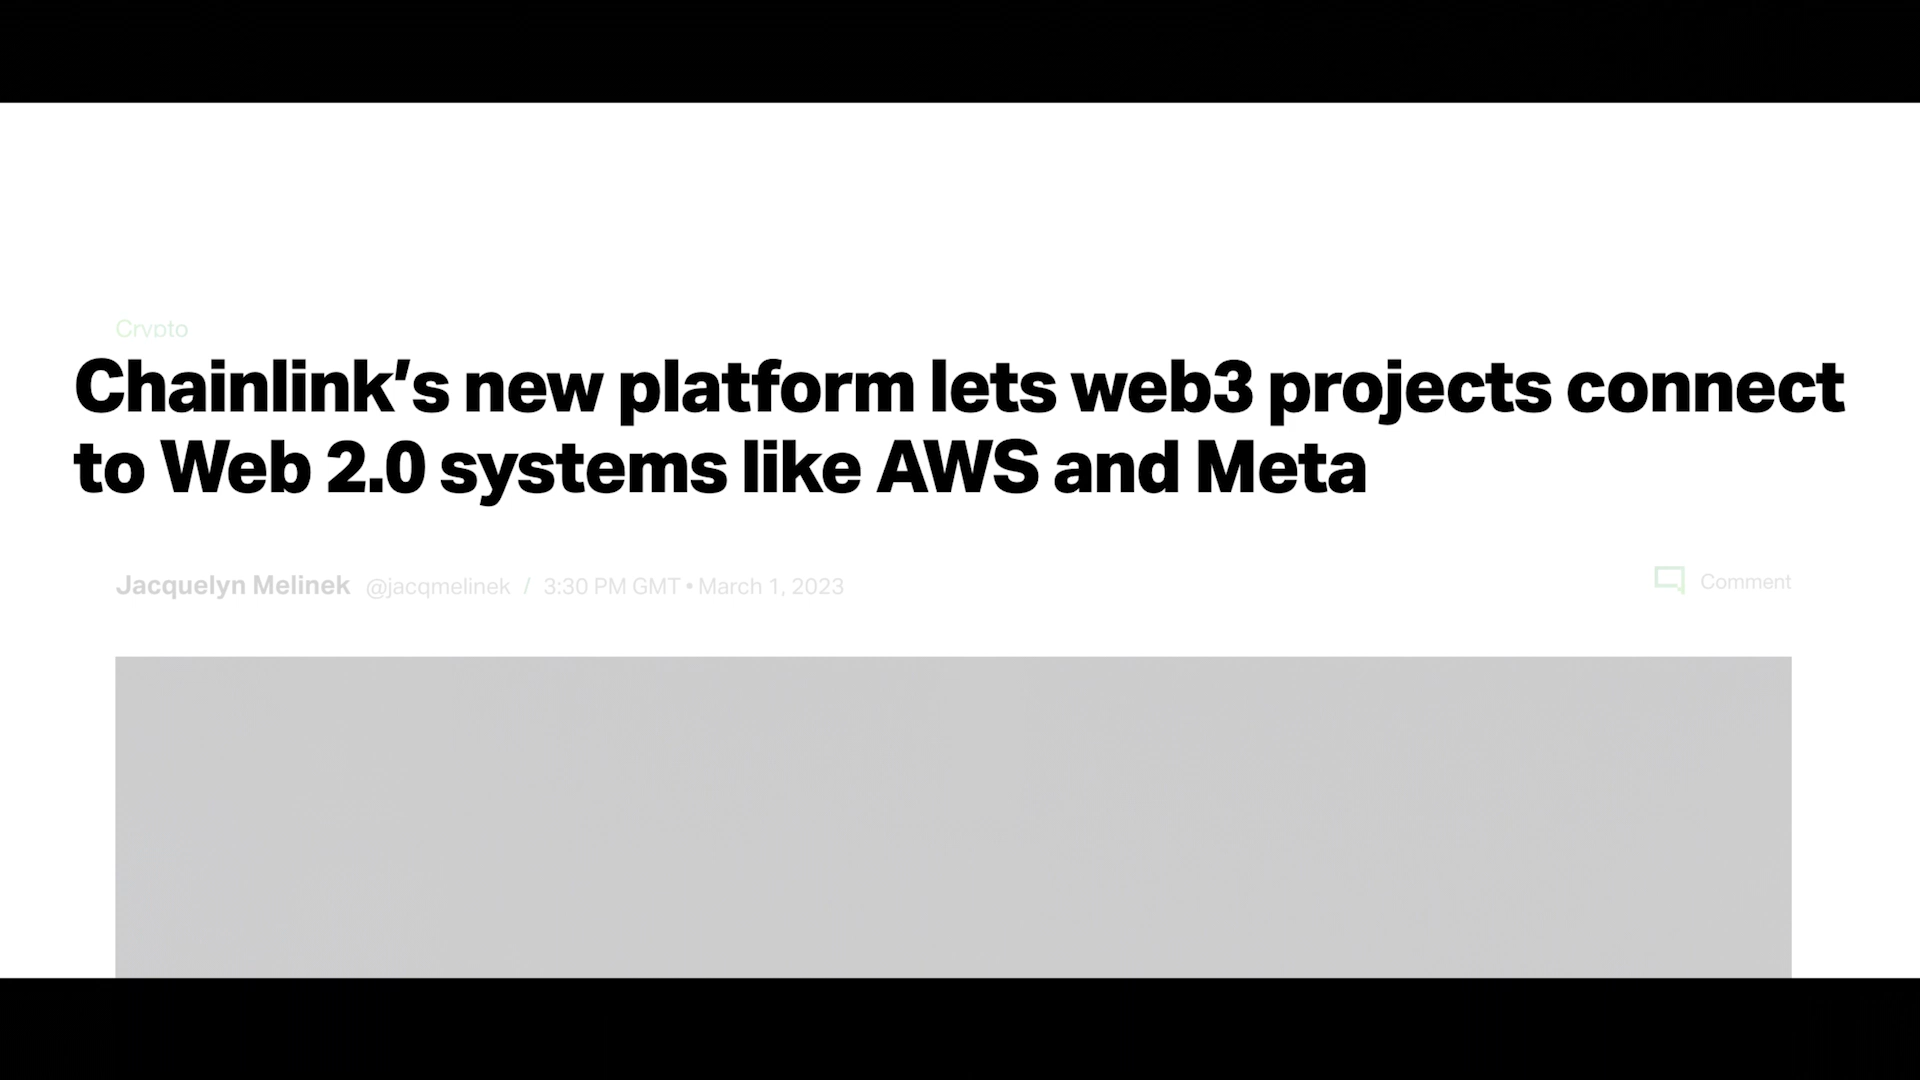 Crypto
Chainlink’s new platform lets web3 projects connect
to Web 2.0 systems like AWS and Meta
Jacquelyn Melinek @jacqmelinek / 3:30 PM GMT • March 1, 2023
Comment